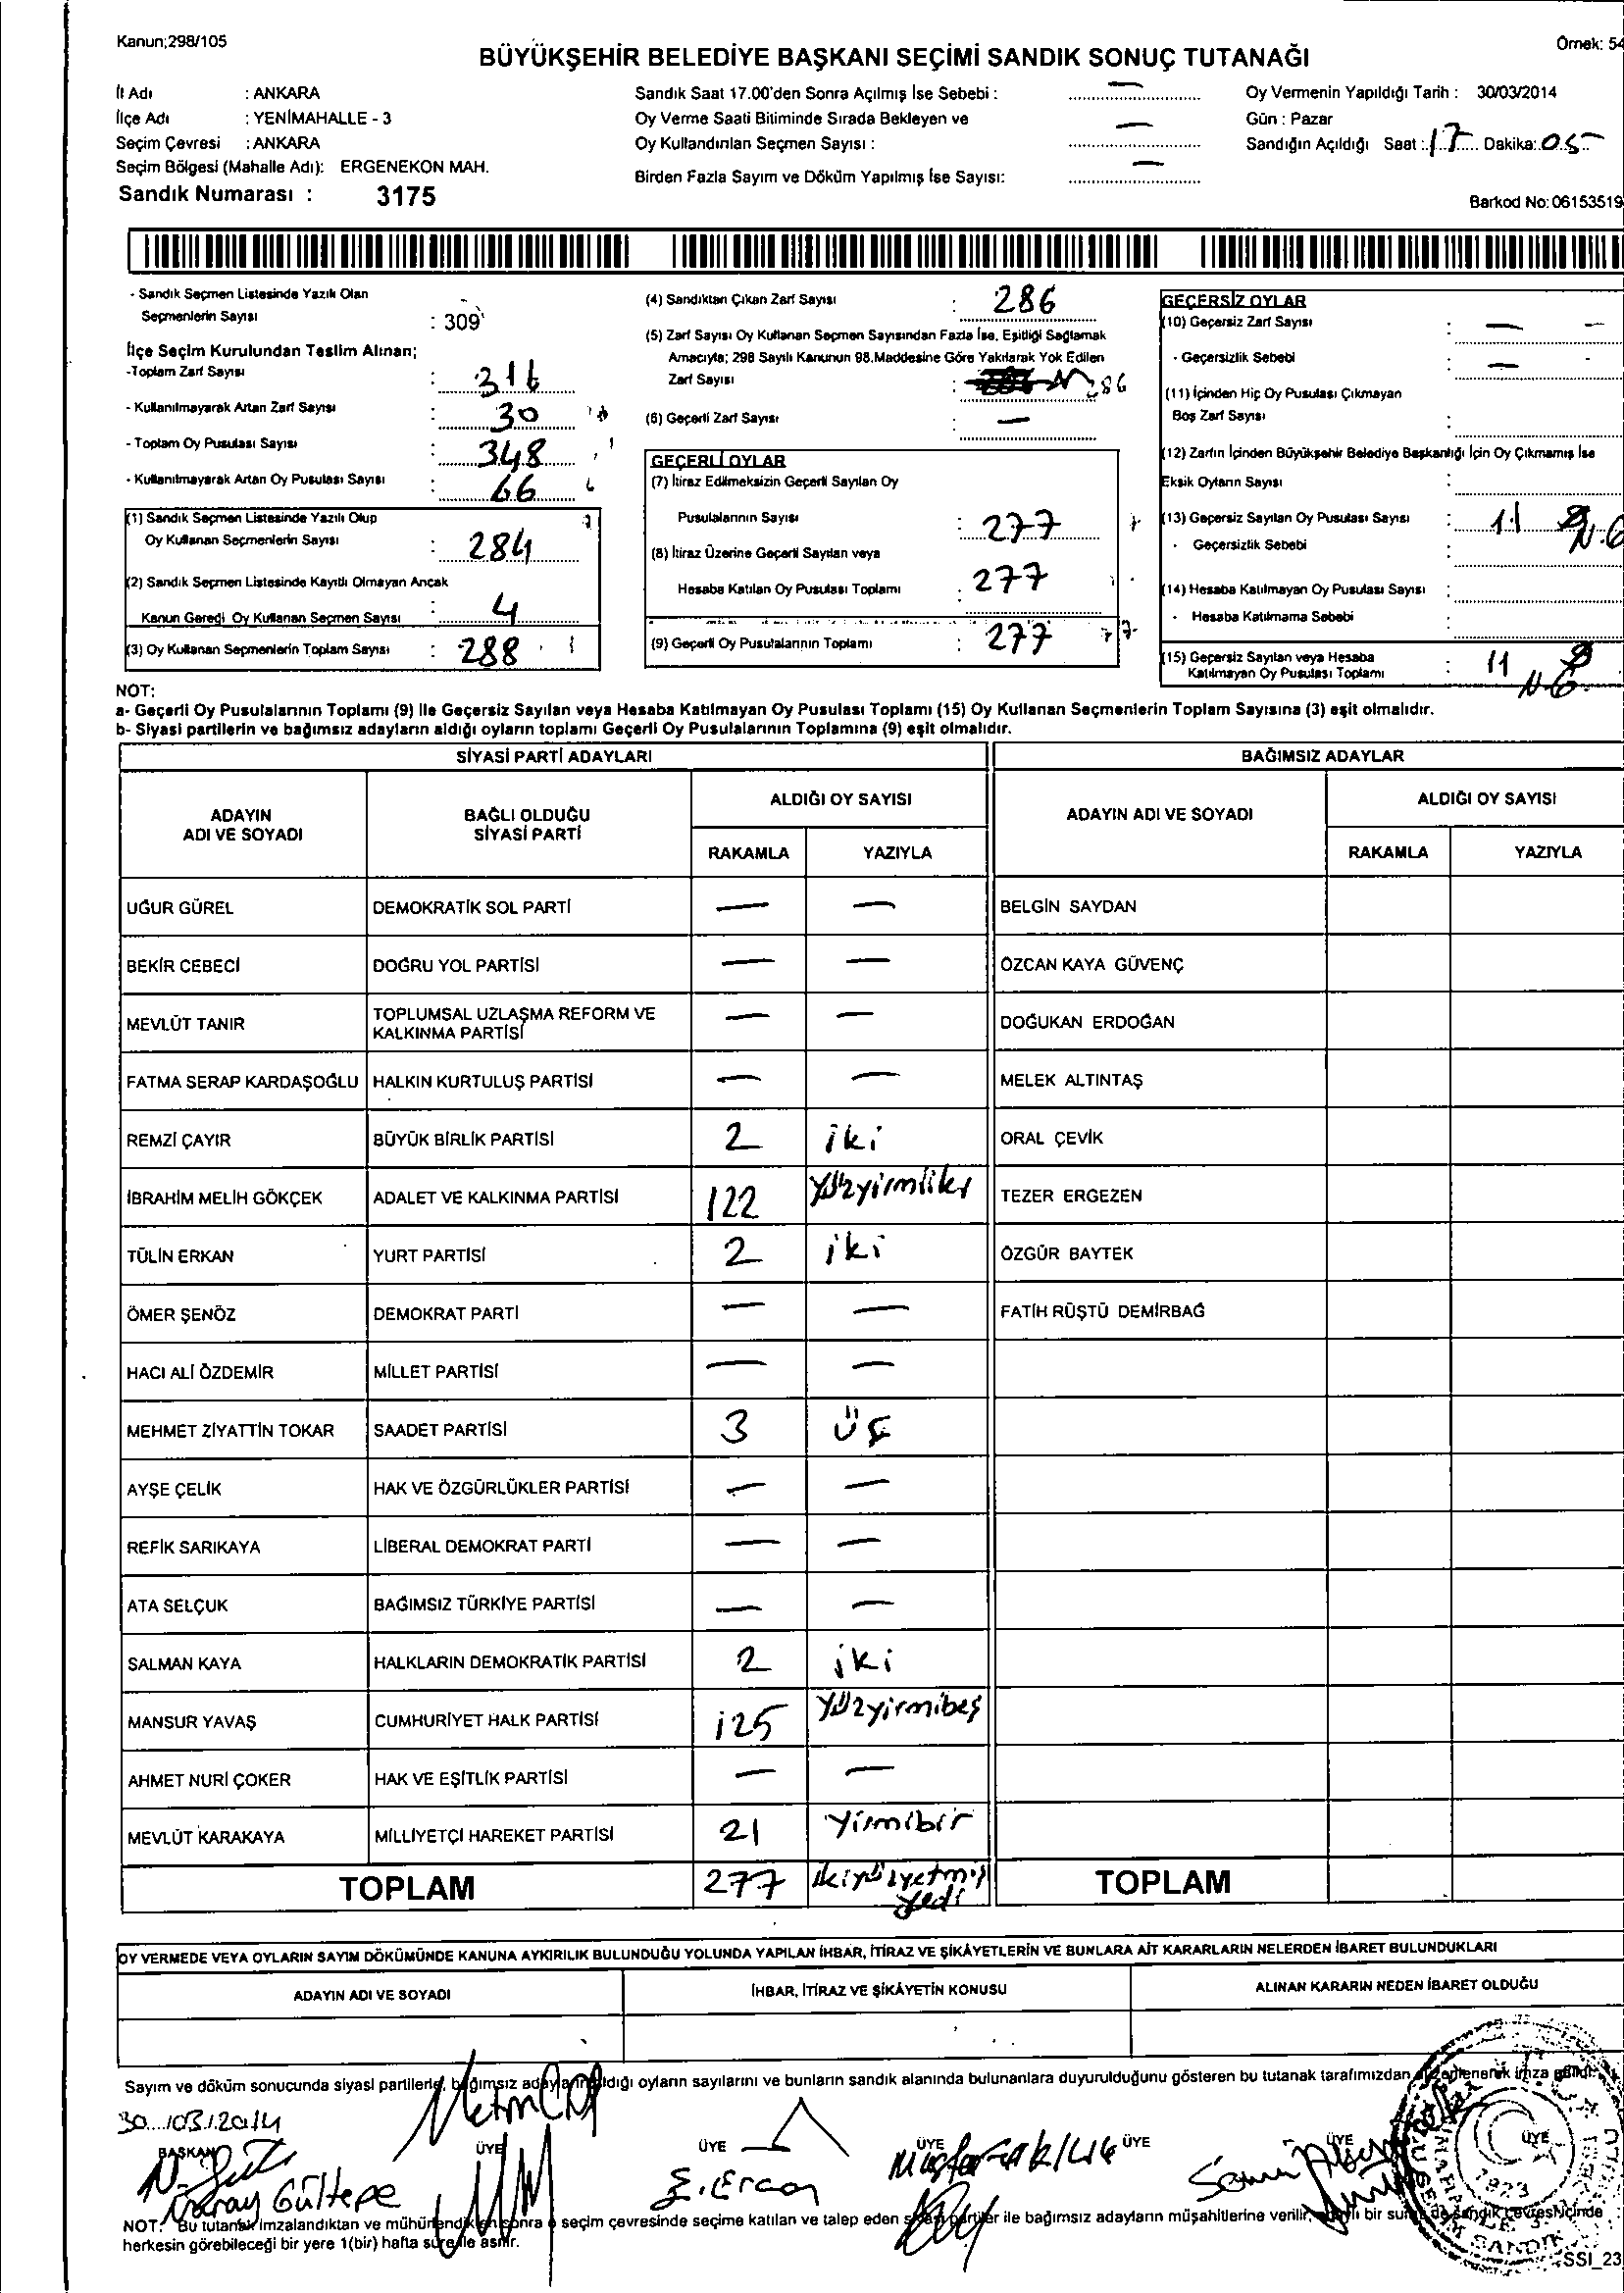 Kanun;298/105
Örnek: 54
BÜYÜKŞEHİR BELEDİYE BAŞKANI SEÇİMİ SANDIK SONUÇ TUTANAĞI
İl Adı : ANKARA
İlçe Adı : YENİMAHALLE - 3
Seçim Çevresi : ANKARA
Seçim Bölgesi (Mahalle Adı): ERGENEKON MAH.
Sandık Numarası : 3175
Sandık Saat 17.00'den Sonra Açılmış İse Sebebi : —
Oy Verme Saati Bitiminde Sırada Bekleyen ve
Oy Kullandırılan Seçmen Sayısı : —
Birden Fazla Sayım ve Döküm Yapılmış İse Sayısı: —
Oy Vermenin Yapıldığı Tarih : 30/03/2014
Gün : Pazar
Sandığın Açıldığı Saat : 17 Dakika: 05
Barkod No:06153519
- Sandık Seçmen Listesinde Yazılı Olan
Seçmenlerin Sayısı : 309
İlçe Seçim Kurulundan Teslim Alınan;
-Toplam Zarf Sayısı : 316
- Kullanılmayarak Artan Zarf Sayısı : 30
- Toplam Oy Pusulası Sayısı : 348
- Kullanılmayarak Artan Oy Pusulası Sayısı : 66
(1) Sandık Seçmen Listesinde Yazılı Olup
Oy Kullanan Seçmenlerin Sayısı : 284
(2) Sandık Seçmen Listesinde Kayıtlı Olmayan Ancak
Kanun Gereği Oy Kullanan Seçmen Sayısı : 4
(3) Oy Kullanan Seçmenlerin Toplam Sayısı : 288
(4) Sandıktan Çıkan Zarf Sayısı : 286
(5) Zarf Sayısı Oy Kullanan Seçmen Sayısından Fazla İse, Eşitliği Sağlamak
Amacıyla; 298 Sayılı Kanunun 98.Maddesine Göre Yakılarak Yok Edilen
Zarf Sayısı : 286
(6) Geçerli Zarf Sayısı : —
GEÇERLİ OYLAR
(7) İtiraz Edilmeksizin Geçerli Sayılan Oy
Pusulalarının Sayısı : 277
(8) İtiraz Üzerine Geçerli Sayılan veya
Hesaba Katılan Oy Pusulası Toplamı : 277
(9) Geçerli Oy Pusulalarının Toplamı : 277
GEÇERSİZ OYLAR
(10) Geçersiz Zarf Sayısı : —
- Geçersizlik Sebebi : —
(11) İçinden Hiç Oy Pusulası Çıkmayan
Boş Zarf Sayısı :
(12) Zarfın İçinden Büyükşehir Belediye Başkanlığı İçin Oy Çıkmamış İse
Eksik Oyların Sayısı :
(13) Geçersiz Sayılan Oy Pusulası Sayısı : 11 N.G
- Geçersizlik Sebebi :
(14) Hesaba Katılmayan Oy Pusulası Sayısı :
- Hesaba Katılmama Sebebi :
(15) Geçersiz Sayılan veya Hesaba
Katılmayan Oy Pusulası Toplamı : 11 N.G
NOT:
a- Geçerli Oy Pusulalarının Toplamı (9) İle Geçersiz Sayılan veya Hesaba Katılmayan Oy Pusulası Toplamı (15) Oy Kullanan Seçmenlerin Toplam Sayısına (3) eşit olmalıdır.
b- Siyasi partilerin ve bağımsız adayların aldığı oyların toplamı Geçerli Oy Pusulalarının Toplamına (9) eşit olmalıdır.
SİYASİ PARTİ ADAYLARI BAĞIMSIZ ADAYLAR
ADAYIN ADI VE SOYADI
BAĞLI OLDUĞU SİYASİ PARTİ
ALDIĞI OY SAYISI
RAKAMLA YAZIYLA
ADAYIN ADI VE SOYADI
ALDIĞI OY SAYISI
RAKAMLA YAZIYLA
UĞUR GÜREL DEMOKRATİK SOL PARTİ — — BELGİN SAYDAN
BEKİR CEBECİ DOĞRU YOL PARTİSİ — — ÖZCAN KAYA GÜVENÇ
MEVLÜT TANIR TOPLUMSAL UZLAŞMA REFORM VE KALKINMA PARTİSİ — — DOĞUKAN ERDOĞAN
FATMA SERAP KARDAŞOĞLU HALKIN KURTULUŞ PARTİSİ — — MELEK ALTINTAŞ
REMZİ ÇAYIR BÜYÜK BİRLİK PARTİSİ 2 iki ORAL ÇEVİK
İBRAHİM MELİH GÖKÇEK ADALET VE KALKINMA PARTİSİ 122 yüzyirmiiki TEZER ERGEZEN
TÜLİN ERKAN YURT PARTİSİ 2 iki ÖZGÜR BAYTEK
ÖMER ŞENÖZ DEMOKRAT PARTİ — — FATİH RÜŞTÜ DEMİRBAĞ
HACI ALİ ÖZDEMİR MİLLET PARTİSİ — —
MEHMET ZİYATTİN TOKAR SAADET PARTİSİ 3 üç
AYŞE ÇELİK HAK VE ÖZGÜRLÜKLER PARTİSİ — —
REFİK SARIKAYA LİBERAL DEMOKRAT PARTİ — —
ATA SELÇUK BAĞIMSIZ TÜRKİYE PARTİSİ — —
SALMAN KAYA HALKLARIN DEMOKRATİK PARTİSİ 2 iki
MANSUR YAVAŞ CUMHURİYET HALK PARTİSİ 125 yüzyirmibeş
AHMET NURİ ÇOKER HAK VE EŞİTLİK PARTİSİ — —
MEVLÜT KARAKAYA MİLLİYETÇİ HAREKET PARTİSİ 21 Yirmibir
TOPLAM 277 ikiyüzyetmiş yedi TOPLAM
OY VERMEDE VEYA OYLARIN SAYIM DÖKÜMÜNDE KANUNA AYKIRILIK BULUNDUĞU YOLUNDA YAPILAN İHBAR, İTİRAZ VE ŞİKÂYETLERİN VE BUNLARA AİT KARARLARIN NELERDEN İBARET BULUNDUKLARI
ADAYIN ADI VE SOYADI İHBAR, İTİRAZ VE ŞİKÂYETİN KONUSU ALINAN KARARIN NEDEN İBARET OLDUĞU
Sayım ve döküm sonucunda siyasi partilerle, bağımsız adayların aldığı oyların sayılarını ve bunların sandık alanında bulunanlara duyurulduğunu gösteren bu tutanak tarafımızdan düzenlenerek imza edildi.
30/03/2014
BAŞKAN ÜYE ÜYE ÜYE ÜYE ÜYE ÜYE
Gültepe
E. Ercan
1923
NOT: Bu tutanak imzalandıktan ve mühürlendikten sonra o seçim çevresinde seçime katılan ve talep eden siyasi partiler ile bağımsız adayların müşahitlerine verilir, onaylı bir sureti de sandık çevresi içinde
herkesin görebileceği bir yere 1(bir) hafta süre ile asılır.
SSI_23